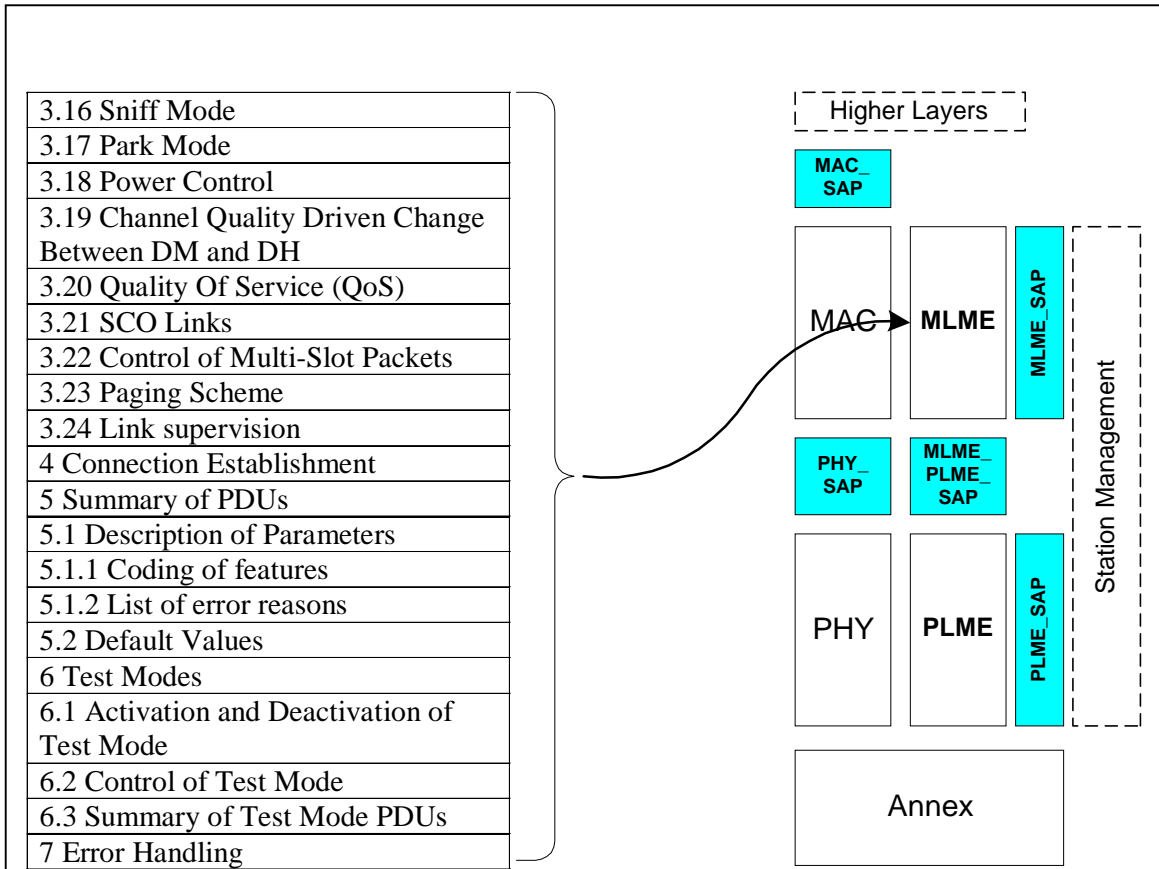 3.16 Sniff Mode
3.17 Park Mode
3.18 Power Control
3.19 Channel Quality Driven Change
Between DM and DH
3.20 Quality Of Service (QoS)
3.21 SCO Links
3.22 Control of Multi-Slot Packets
3.23 Paging Scheme
3.24 Link supervision
4 Connection Establishment
5 Summary of PDUs
5.1 Description of Parameters
5.1.1 Coding of features
5.1.2 List of error reasons
5.2 Default Values
6 Test Modes
6.1 Activation and Deactivation of
Test Mode
6.2 Control of Test Mode
6.3 Summary of Test Mode PDUs
7 Error Handling
Higher Layers
MAC_
SAP
MAC
MLME
MLME_SAP
PHY_
SAP
MLME_
PLME_
SAP
PHY
PLME
PLME_SAP
Station Management
Annex